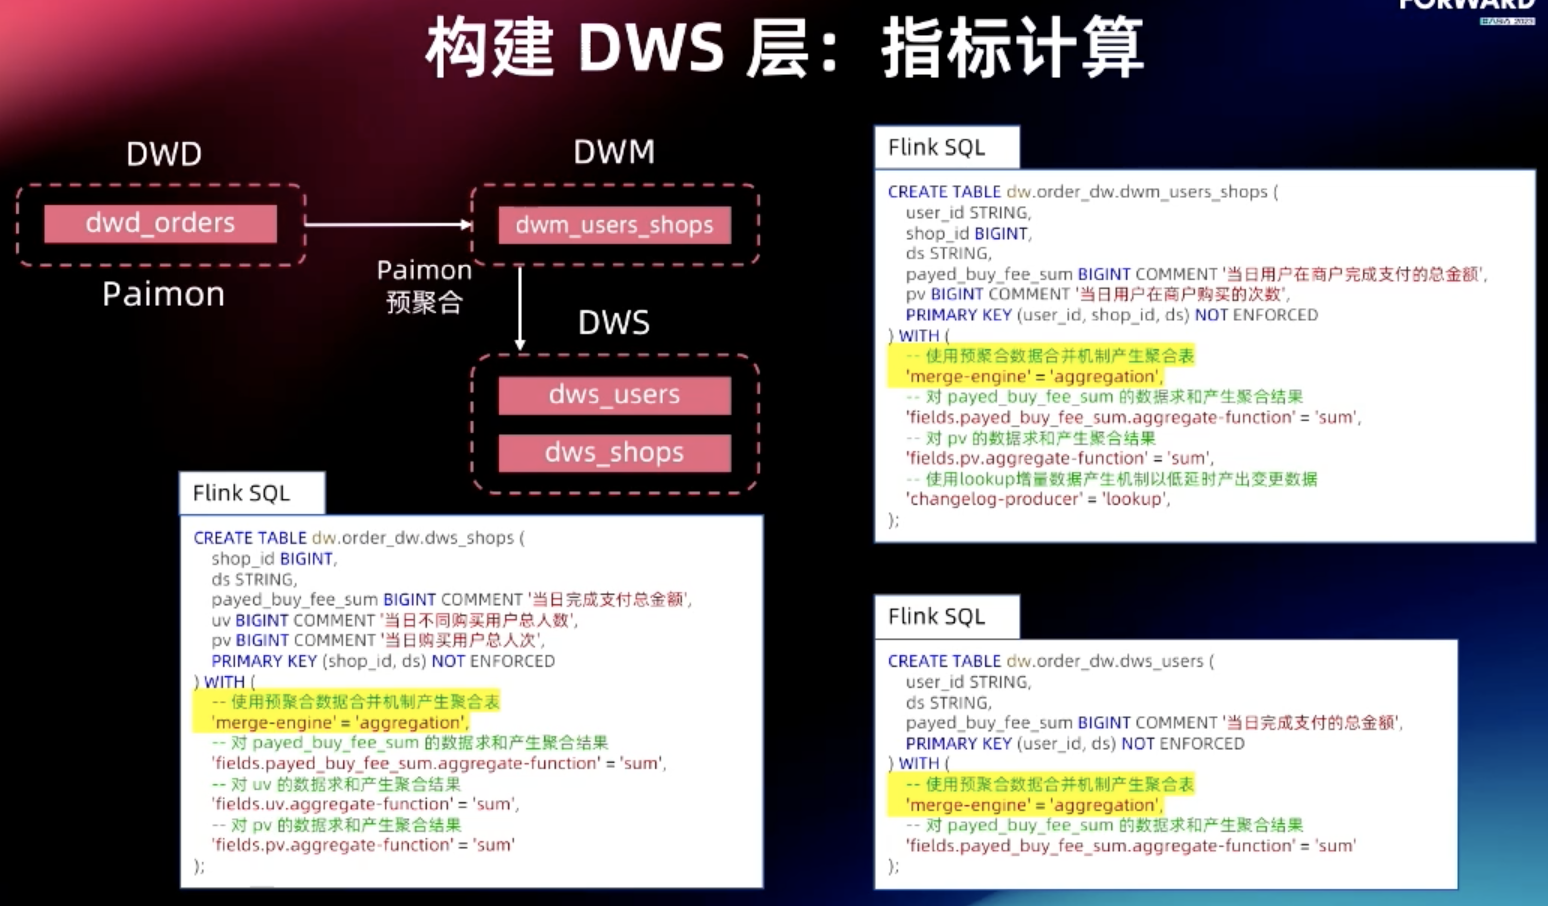 FORWARD
构建 DWS 层：指标计算
DWD
dwd_orders
Paimon
Paimon
预聚合
DWM
dwm_users_shops
DWS
dws_users
dws_shops
Flink SQL
CREATE TABLE dw.order_dw.dwm_users_shops (
user_id STRING,
shop_id BIGINT,
ds STRING,
payed_buy_fee_sum BIGINT COMMENT '当日用户在商户完成支付的总金额',
pv BIGINT COMMENT '当日用户在商户购买的次数',
PRIMARY KEY (user_id, shop_id, ds) NOT ENFORCED
) WITH (
-- 使用预聚合数据合并机制产生聚合表
'merge-engine' = 'aggregation',
-- 对 payed_buy_fee_sum 的数据求和产生聚合结果
'fields.payed_buy_fee_sum.aggregate-function' = 'sum',
-- 对 pv 的数据求和产生聚合结果
'fields.pv.aggregate-function' = 'sum',
-- 使用lookup增量数据产生机制以低延时产出变更数据
'changelog-producer' = 'lookup',
);
Flink SQL
CREATE TABLE dw.order_dw.dws_shops (
shop_id BIGINT,
ds STRING,
payed_buy_fee_sum BIGINT COMMENT '当日完成支付总金额',
uv BIGINT COMMENT '当日不同购买用户总人数',
pv BIGINT COMMENT '当日购买用户总人次',
PRIMARY KEY (shop_id, ds) NOT ENFORCED
) WITH (
-- 使用预聚合数据合并机制产生聚合表
'merge-engine' = 'aggregation',
-- 对 payed_buy_fee_sum 的数据求和产生聚合结果
'fields.payed_buy_fee_sum.aggregate-function' = 'sum',
-- 对 uv 的数据求和产生聚合结果
'fields.uv.aggregate-function' = 'sum',
-- 对 pv 的数据求和产生聚合结果
'fields.pv.aggregate-function' = 'sum'
);
Flink SQL
CREATE TABLE dw.order_dw.dws_users (
user_id STRING,
ds STRING,
payed_buy_fee_sum BIGINT COMMENT '当日完成支付的总金额',
PRIMARY KEY (user_id, ds) NOT ENFORCED
) WITH (
-- 使用预聚合数据合并机制产生聚合表
'merge-engine' = 'aggregation',
-- 对 payed_buy_fee_sum 的数据求和产生聚合结果
'fields.payed_buy_fee_sum.aggregate-function' = 'sum'
);